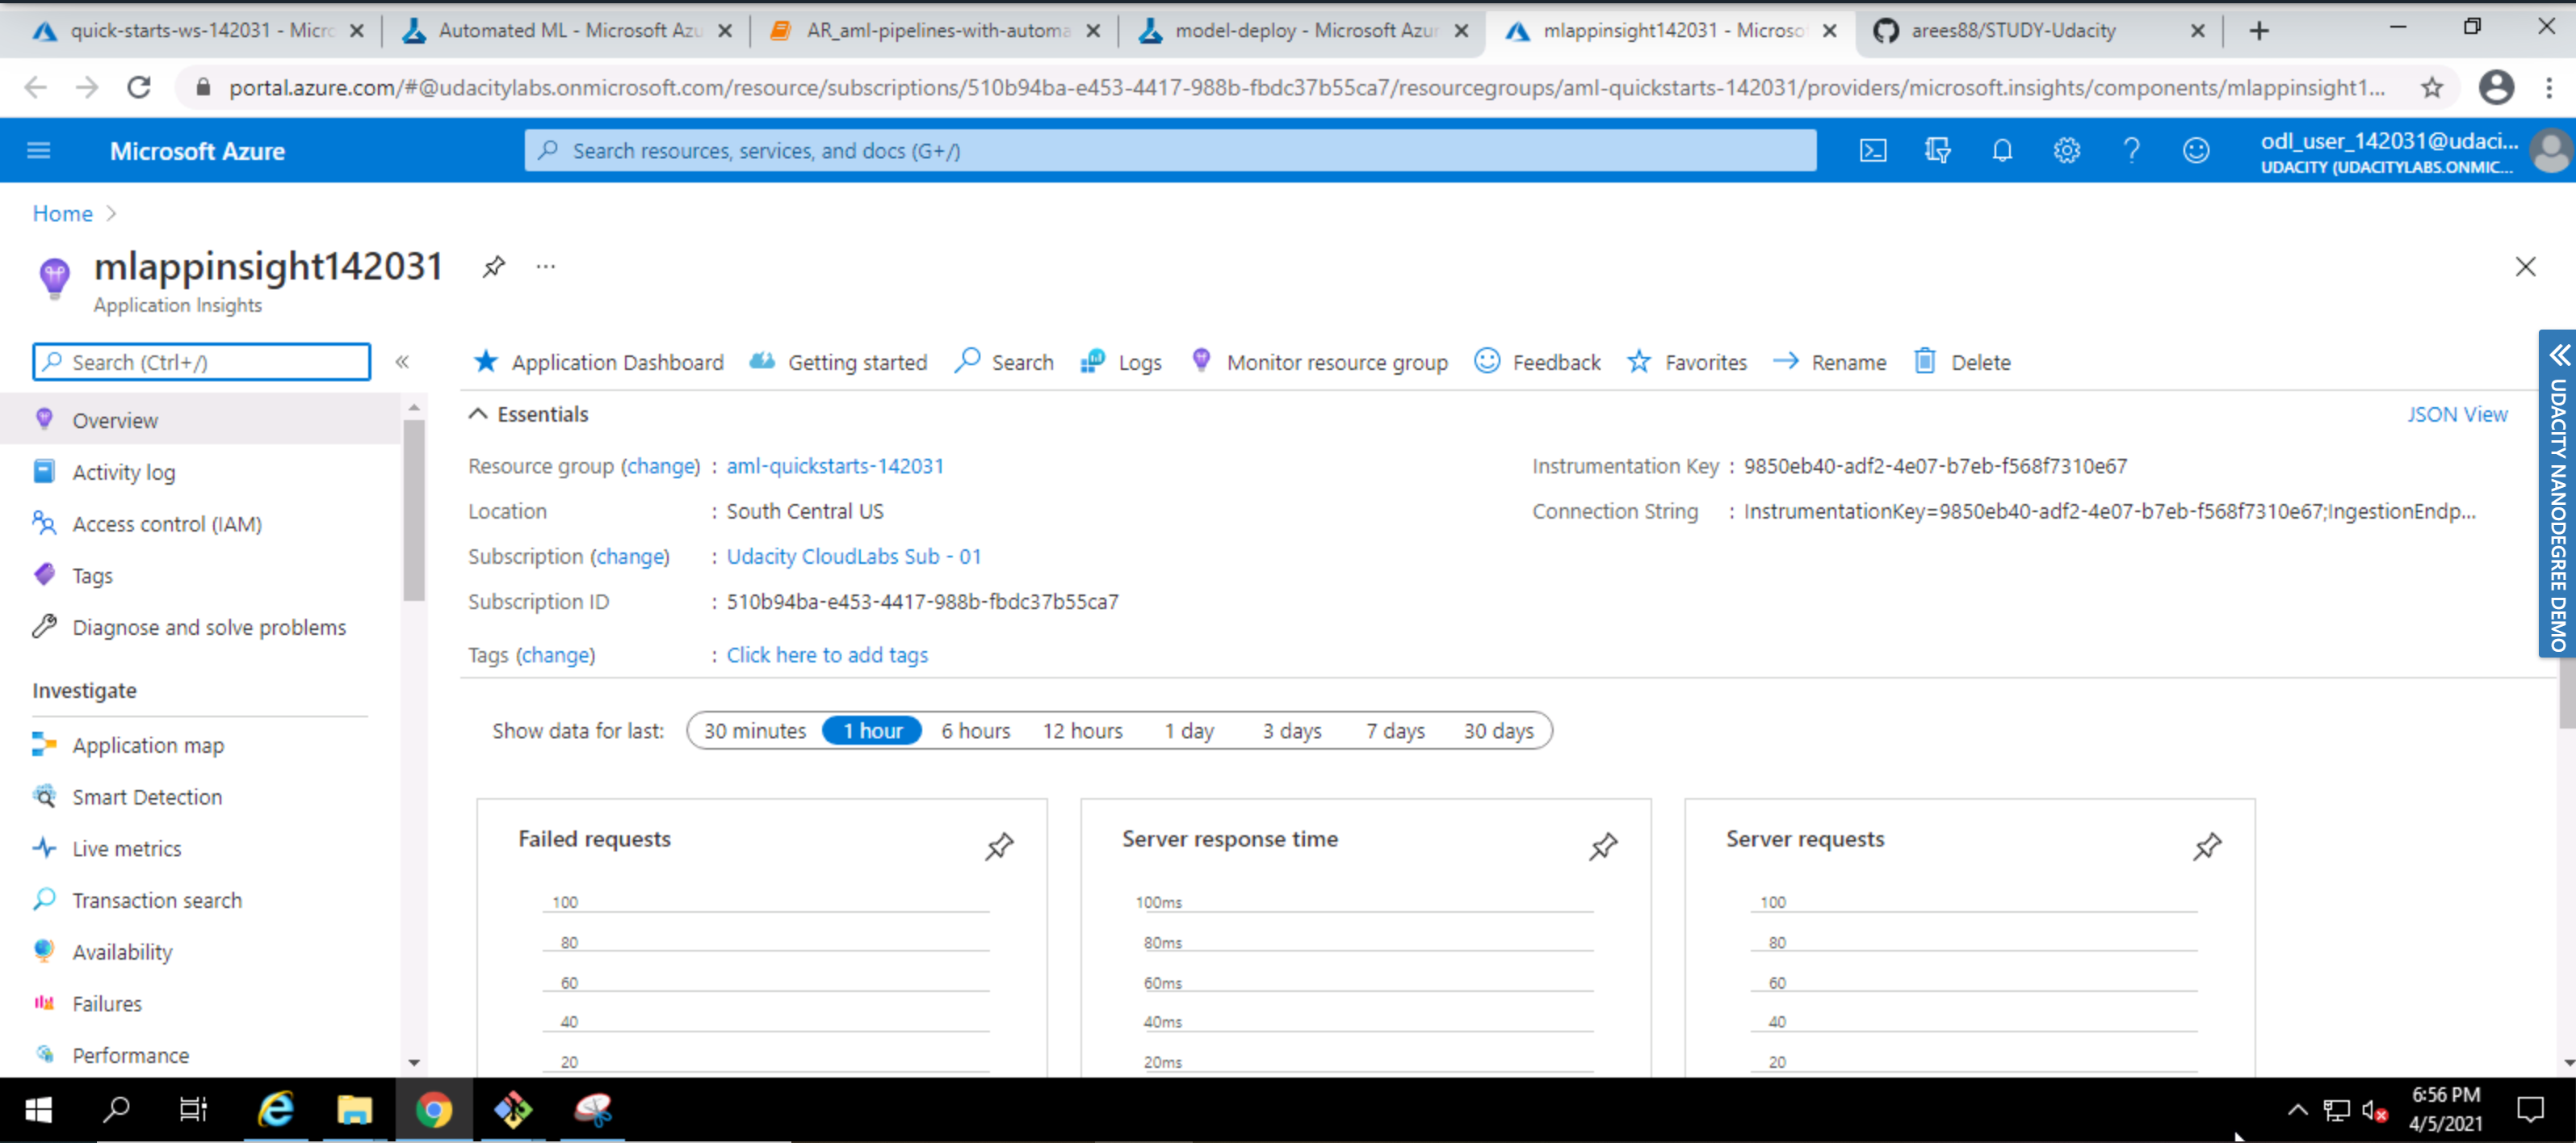 quick-starts-ws-142031 - Micro
Automated ML - Microsoft Azu
AR_aml-pipelines-with-automa
model-deploy - Microsoft Azur
mlappinsight142031 - Microsof
arees88/STUDY-Udacity
portal.azure.com/#@udacitylabs.onmicrosoft.com/resource/subscriptions/510b94ba-e453-4417-988b-fbdc37b55ca7/resourcegroups/aml-quickstarts-142031/providers/microsoft.insights/components/mlappinsight1...
Microsoft Azure
Search resources, services, and docs (G+/)
odl_user_142031@udaci...
UDACITY (UDACITYLABS.ONMIC...
Home
mlappinsight142031
Application Insights
Search (Ctrl+/)
Application Dashboard Getting started Search Logs Monitor resource group Feedback Favorites Rename Delete
Overview
Activity log
Access control (IAM)
Tags
Diagnose and solve problems
Investigate
Application map
Smart Detection
Live metrics
Transaction search
Availability
Failures
Performance
Essentials
JSON View
Resource group (change) : aml-quickstarts-142031
Location : South Central US
Subscription (change) : Udacity CloudLabs Sub - 01
Subscription ID : 510b94ba-e453-4417-988b-fbdc37b55ca7
Tags (change) : Click here to add tags
Instrumentation Key : 9850eb40-adf2-4e07-b7eb-f568f7310e67
Connection String : InstrumentationKey=9850eb40-adf2-4e07-b7eb-f568f7310e67;IngestionEndp...
Show data for last: 30 minutes 1 hour 6 hours 12 hours 1 day 3 days 7 days 30 days
Failed requests
100
80
60
40
20
Server response time
100ms
80ms
60ms
40ms
20ms
Server requests
100
80
60
40
20
UDACITY NANODEGREE DEMO
6:56 PM
4/5/2021